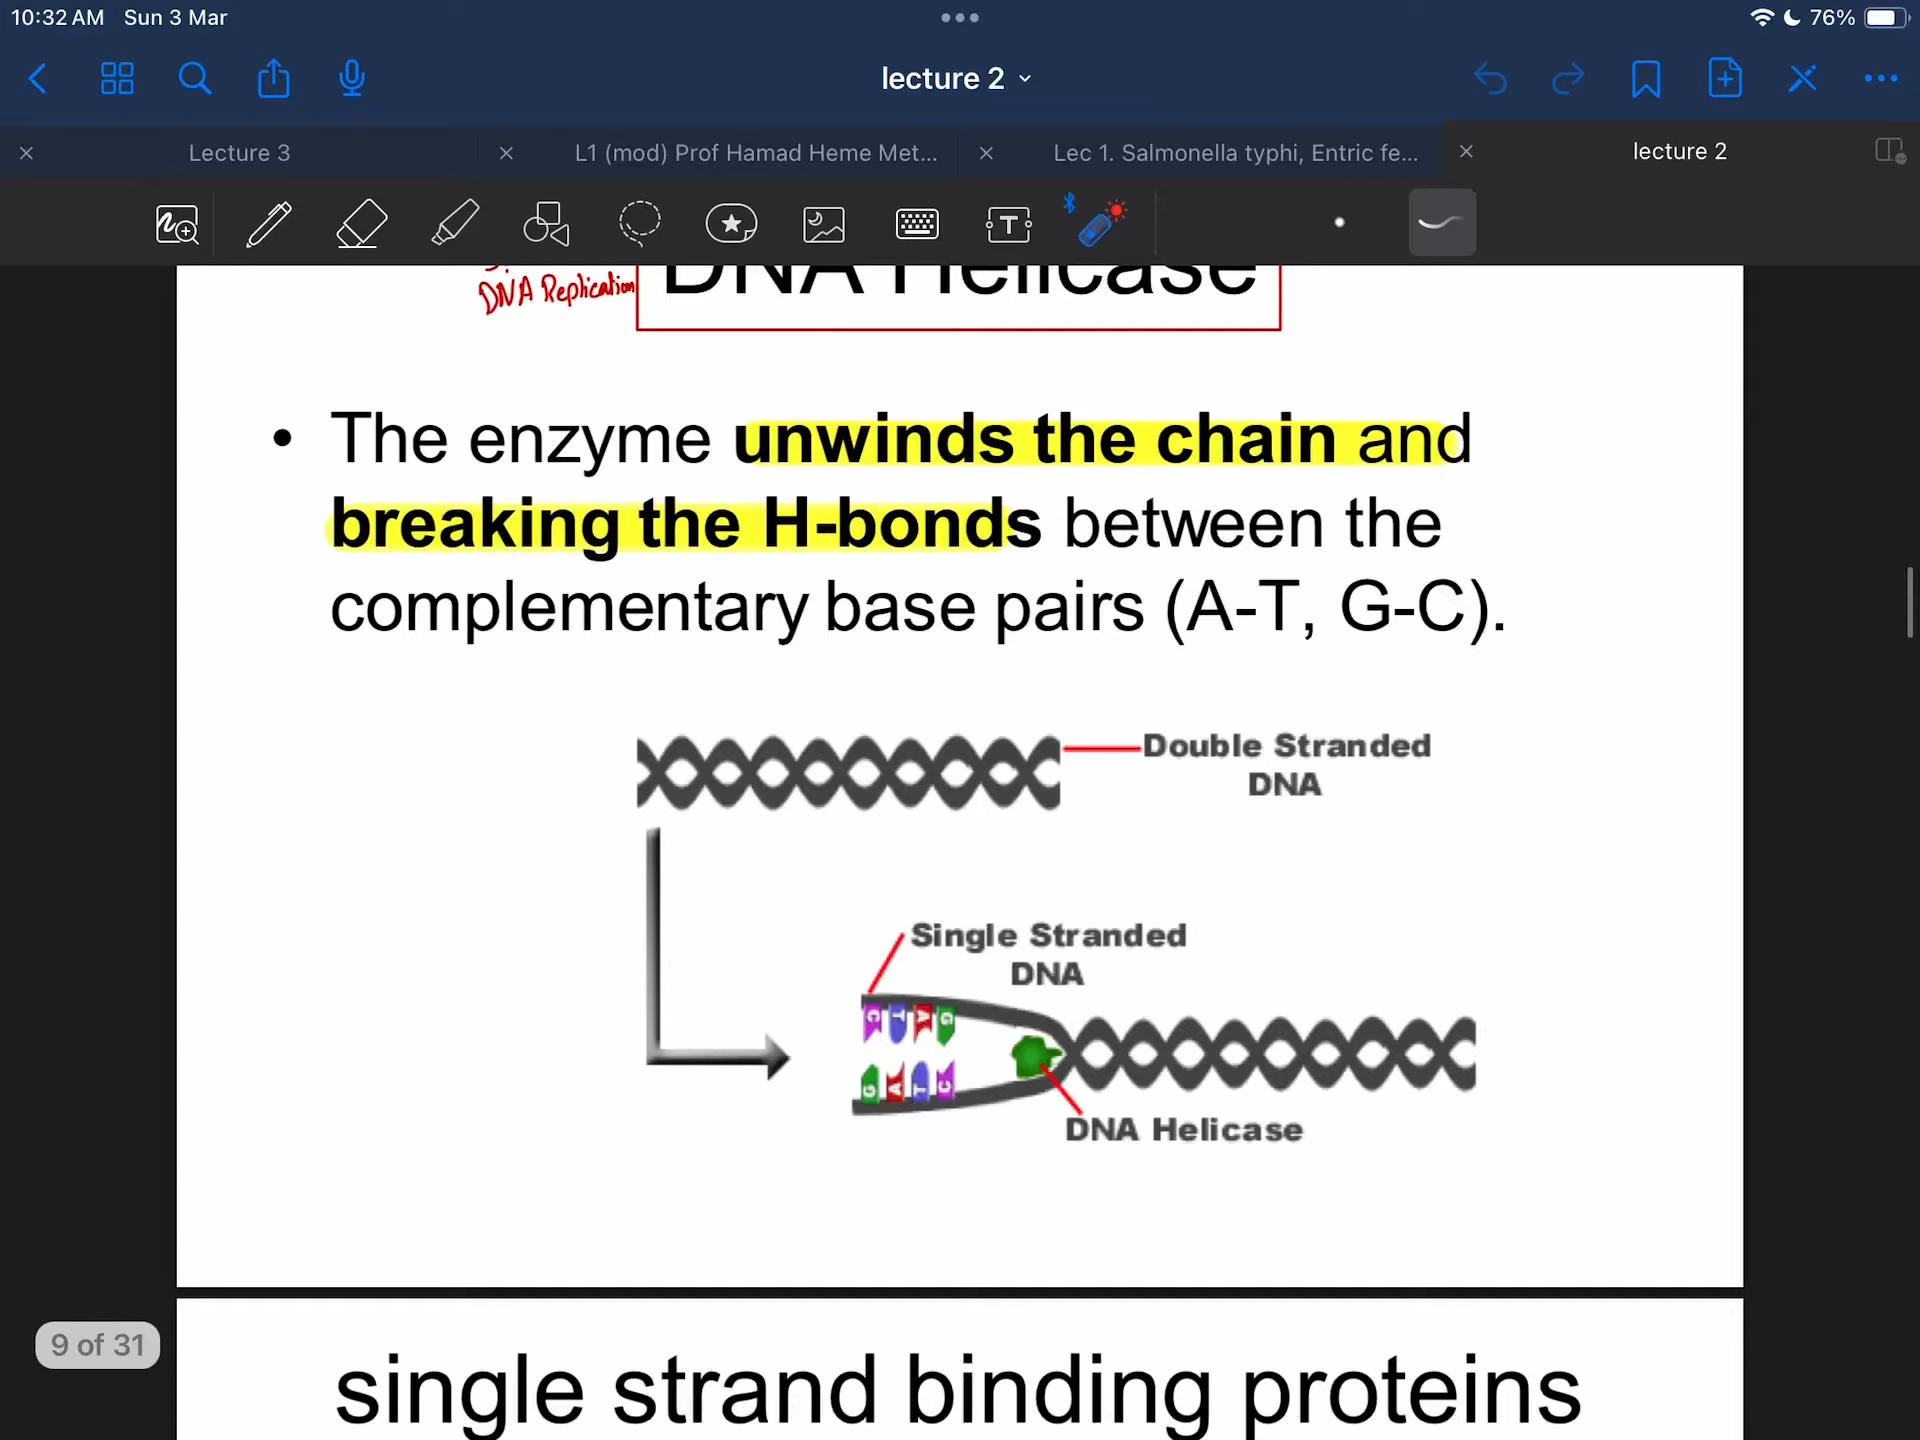 10:32 AM Sun 3 Mar
76%
lecture 2
Lecture 3
L1 (mod) Prof Hamad Heme Met...
Lec 1. Salmonella typhi, Entric fe...
lecture 2
T
DNA Replication
DNA Helicase
• The enzyme unwinds the chain and
breaking the H-bonds between the
complementary base pairs (A-T, G-C).
Double Stranded
DNA
Single Stranded
DNA
C T A G
G A T C
DNA Helicase
9 of 31
single strand binding proteins